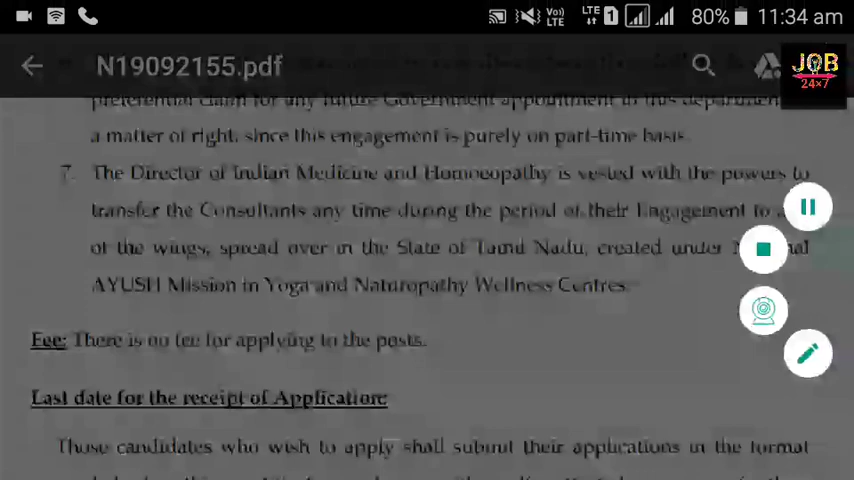 Vo)
LTE
LTE
1
80%
11:34 am
N19092155.pdf
JOB
24×7
preferential claim for any future Government appointment in this department
a matter of right, since this engagement is purely on part-time basis.
7. The Director of Indian Medicine and Homoeopathy is vested with the powers to
transfer the Consultants any time during the period of their Engagement to
of the wings, spread over in the State of Tamil Nadu, created under
AYUSH Mission in Yoga and Naturopathy Wellness Centres.
Fee: There is no fee for applying to the posts.
Last date for the receipt of Application:
Those candidates who wish to apply shall submit their applications in the format